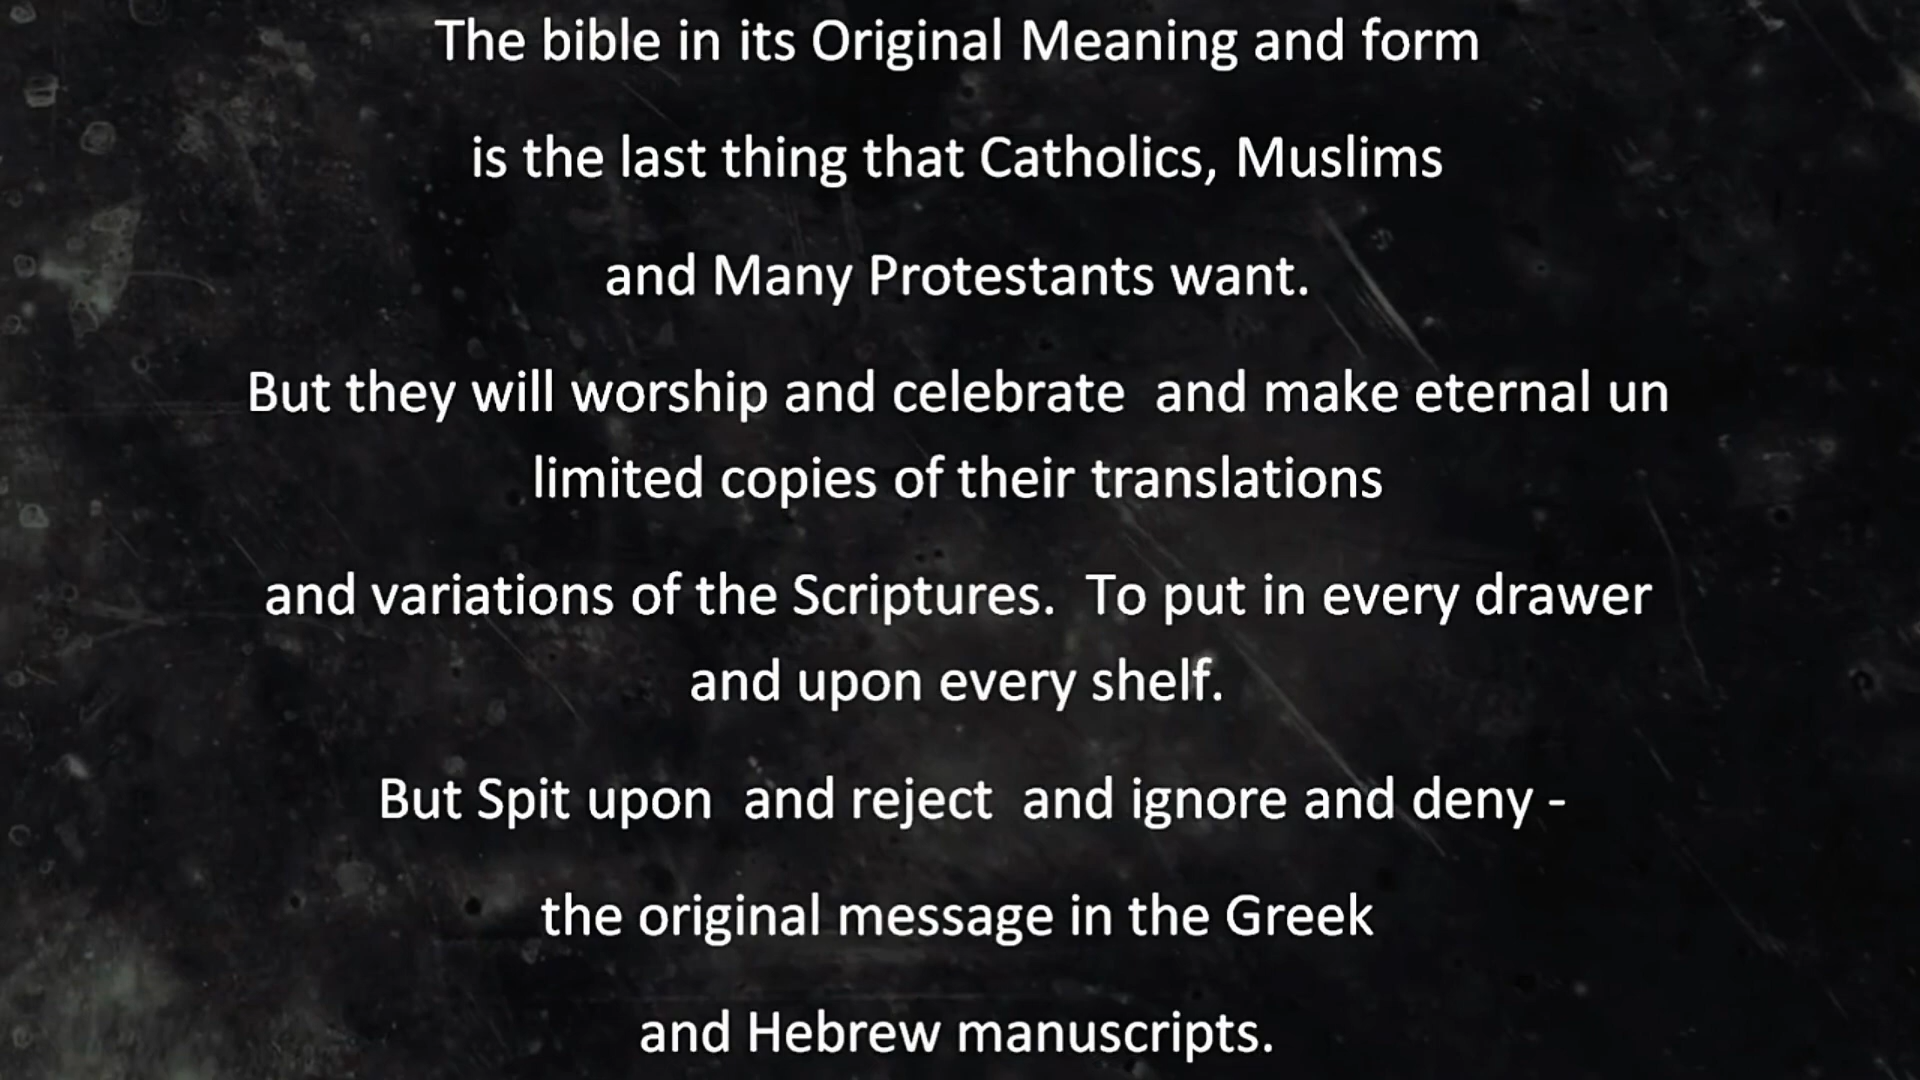 The bible in its Original Meaning and form
is the last thing that Catholics, Muslims
and Many Protestants want.
But they will worship and celebrate  and make eternal un
limited copies of their translations
and variations of the Scriptures.  To put in every drawer
and upon every shelf.
But Spit upon  and reject  and ignore and deny -
the original message in the Greek
and Hebrew manuscripts.